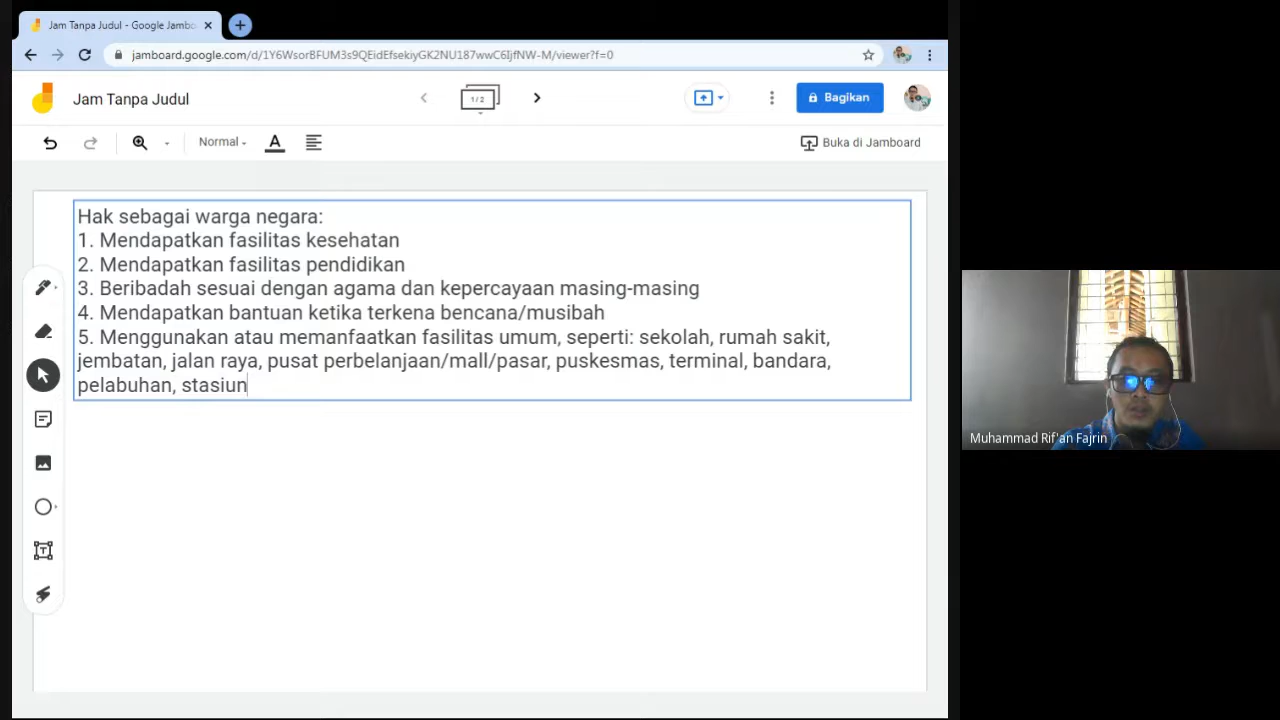 Jam Tanpa Judul - Google Jambo
jamboard.google.com/d/1Y6WsorBFUM3s9QEidEfsekiyGK2NU187wwC6IjfNW-M/viewer?f=0
Jam Tanpa Judul
1 / 2
Bagikan
Normal
A
Buka di Jamboard
Hak sebagai warga negara:
1. Mendapatkan fasilitas kesehatan
2. Mendapatkan fasilitas pendidikan
3. Beribadah sesuai dengan agama dan kepercayaan masing-masing
4. Mendapatkan bantuan ketika terkena bencana/musibah
5. Menggunakan atau memanfaatkan fasilitas umum, seperti: sekolah, rumah sakit,
jembatan, jalan raya, pusat perbelanjaan/mall/pasar, puskesmas, terminal, bandara,
pelabuhan, stasiun
Muhammad Rif'an Fajrin